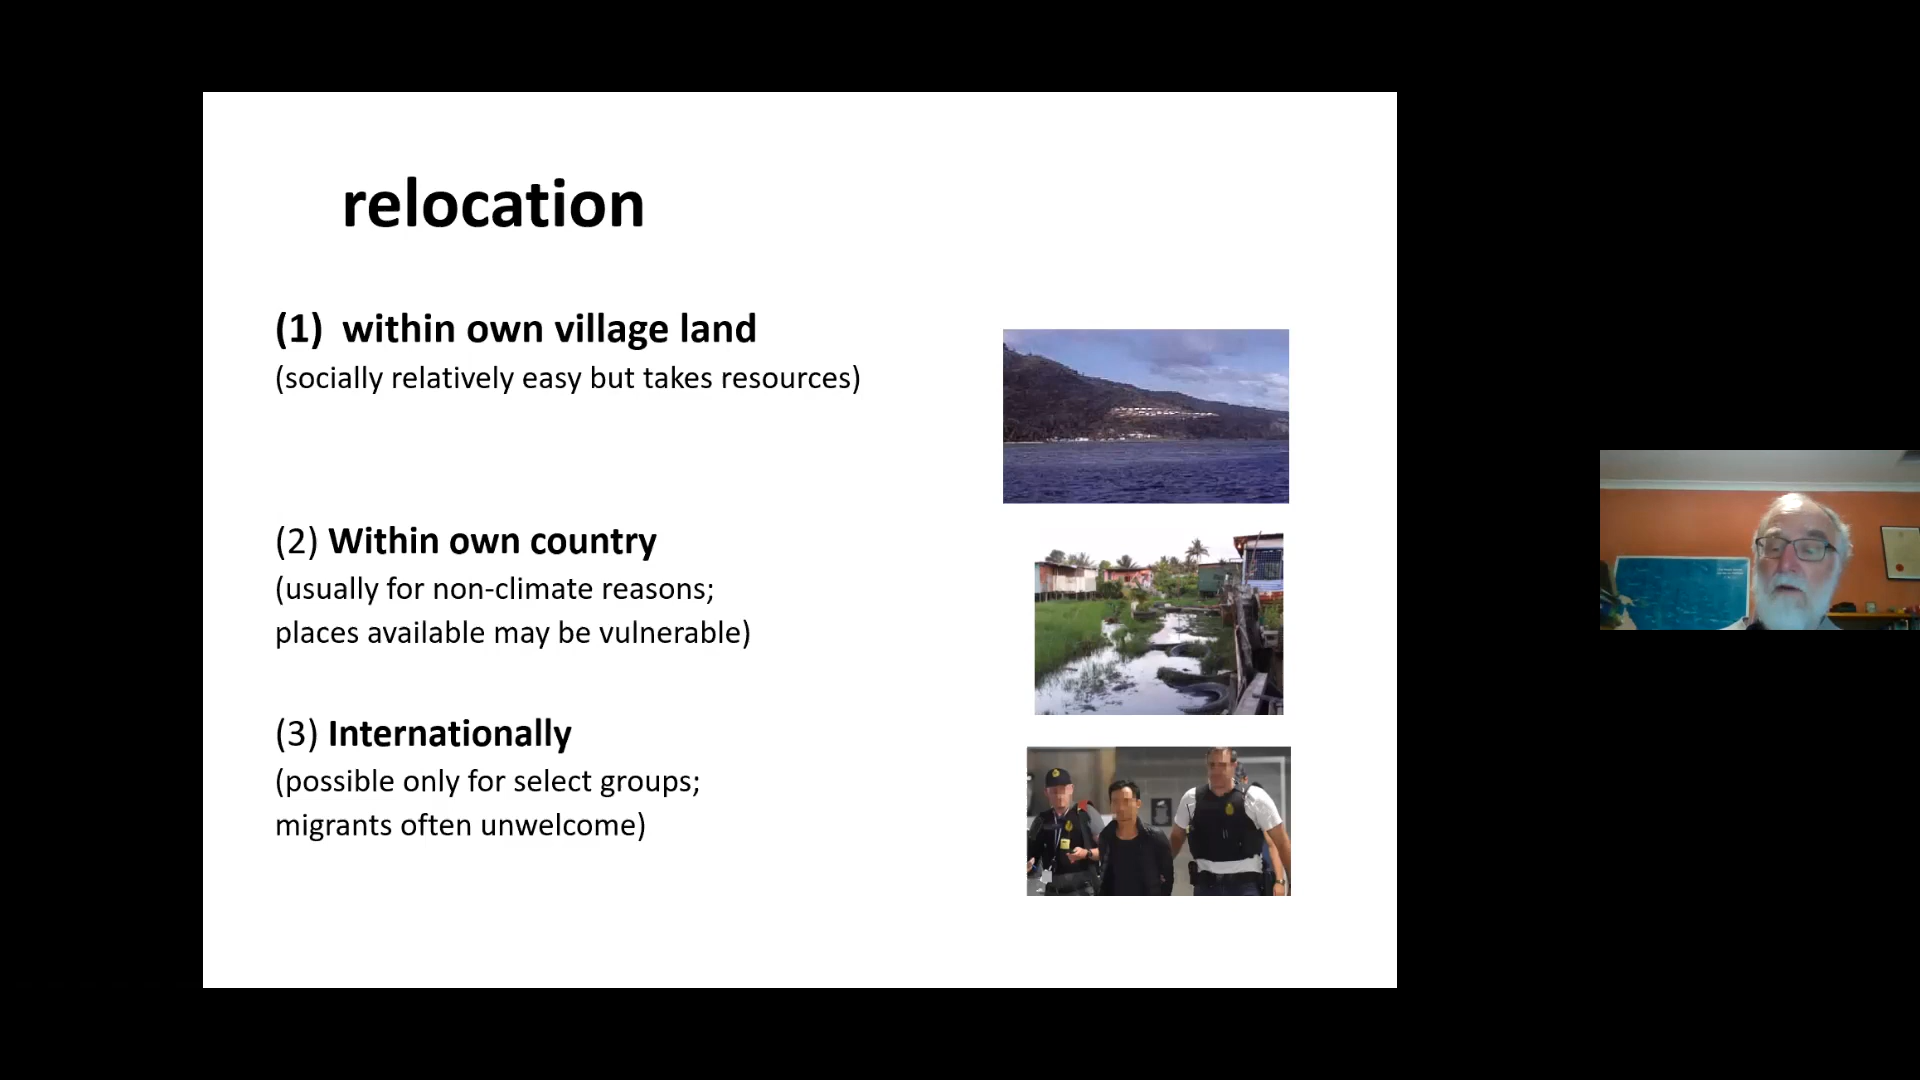 relocation
(1) within own village land
(socially relatively easy but takes resources)
(2) Within own country
(usually for non-climate reasons;
places available may be vulnerable)
(3) Internationally
(possible only for select groups;
migrants often unwelcome)